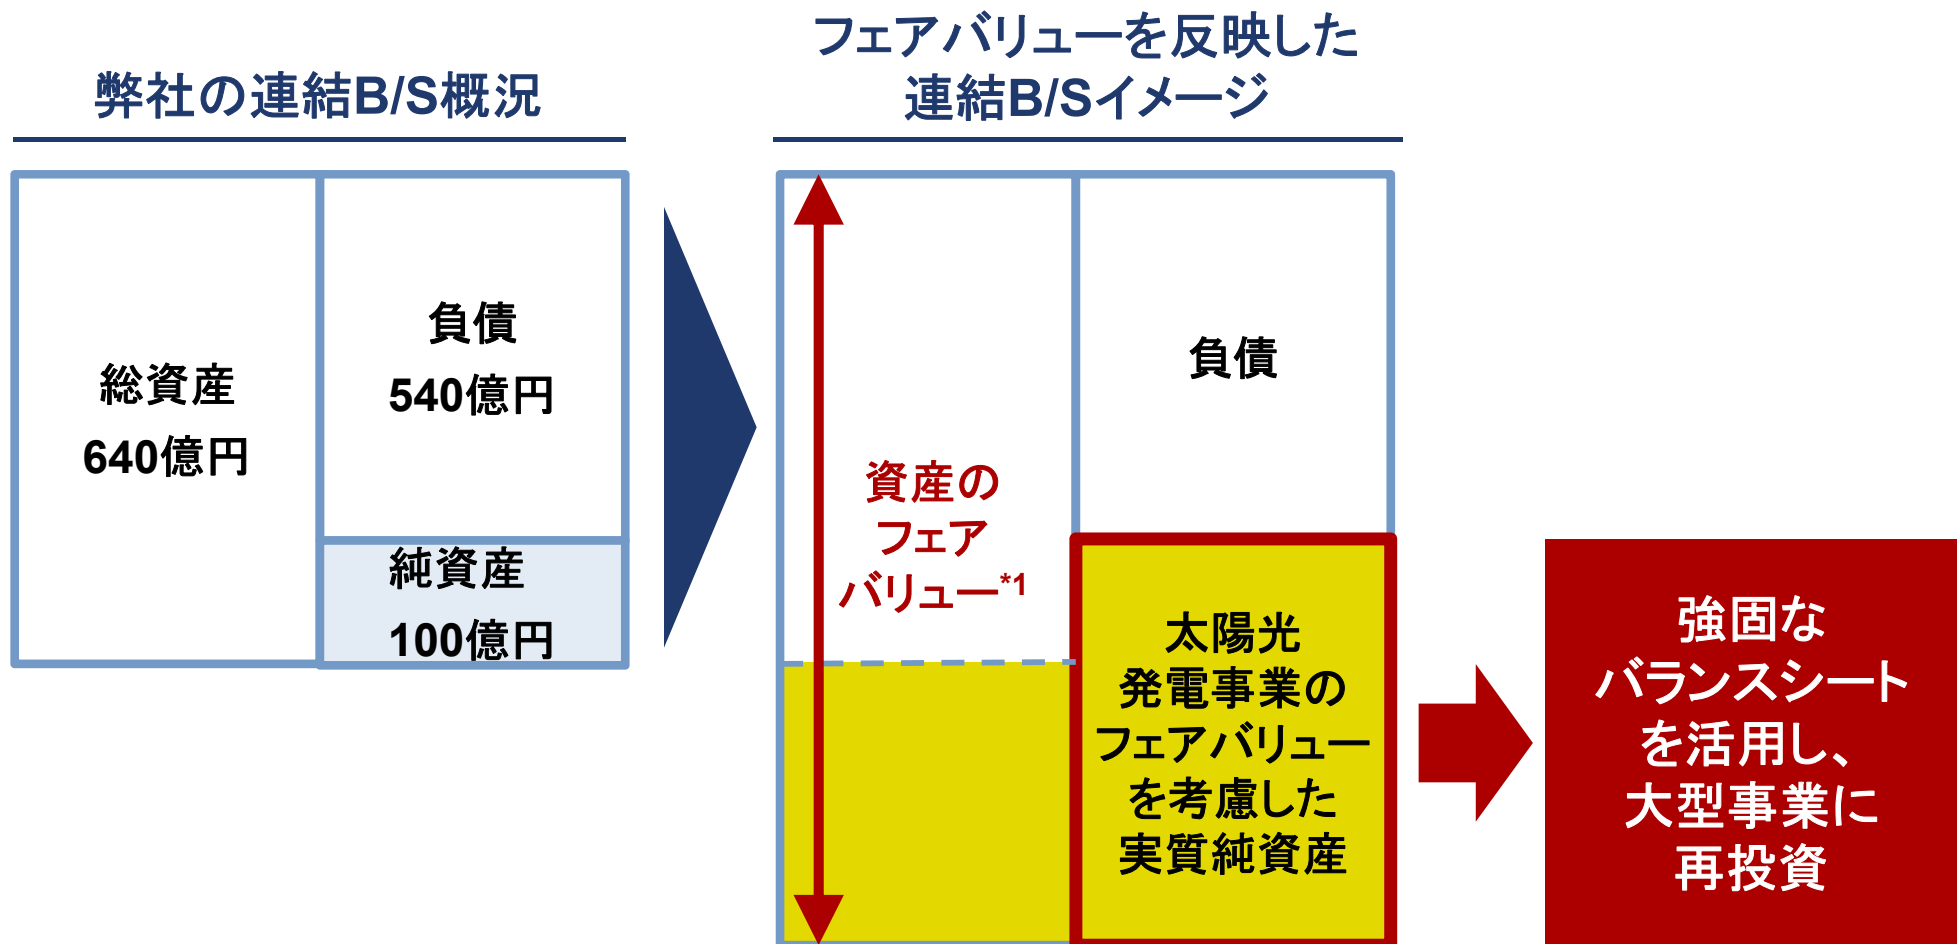 弊社の連結B/S概況
フェアバリューを反映した
連結B/Sイメージ
総資産
640億円
負債
540億円
純資産
100億円
資産の
フェア
バリュー*1
負債
太陽光
発電事業の
フェアバリュー
を考慮した
実質純資産
強固な
バランスシート
を活用し、
大型事業に
再投資